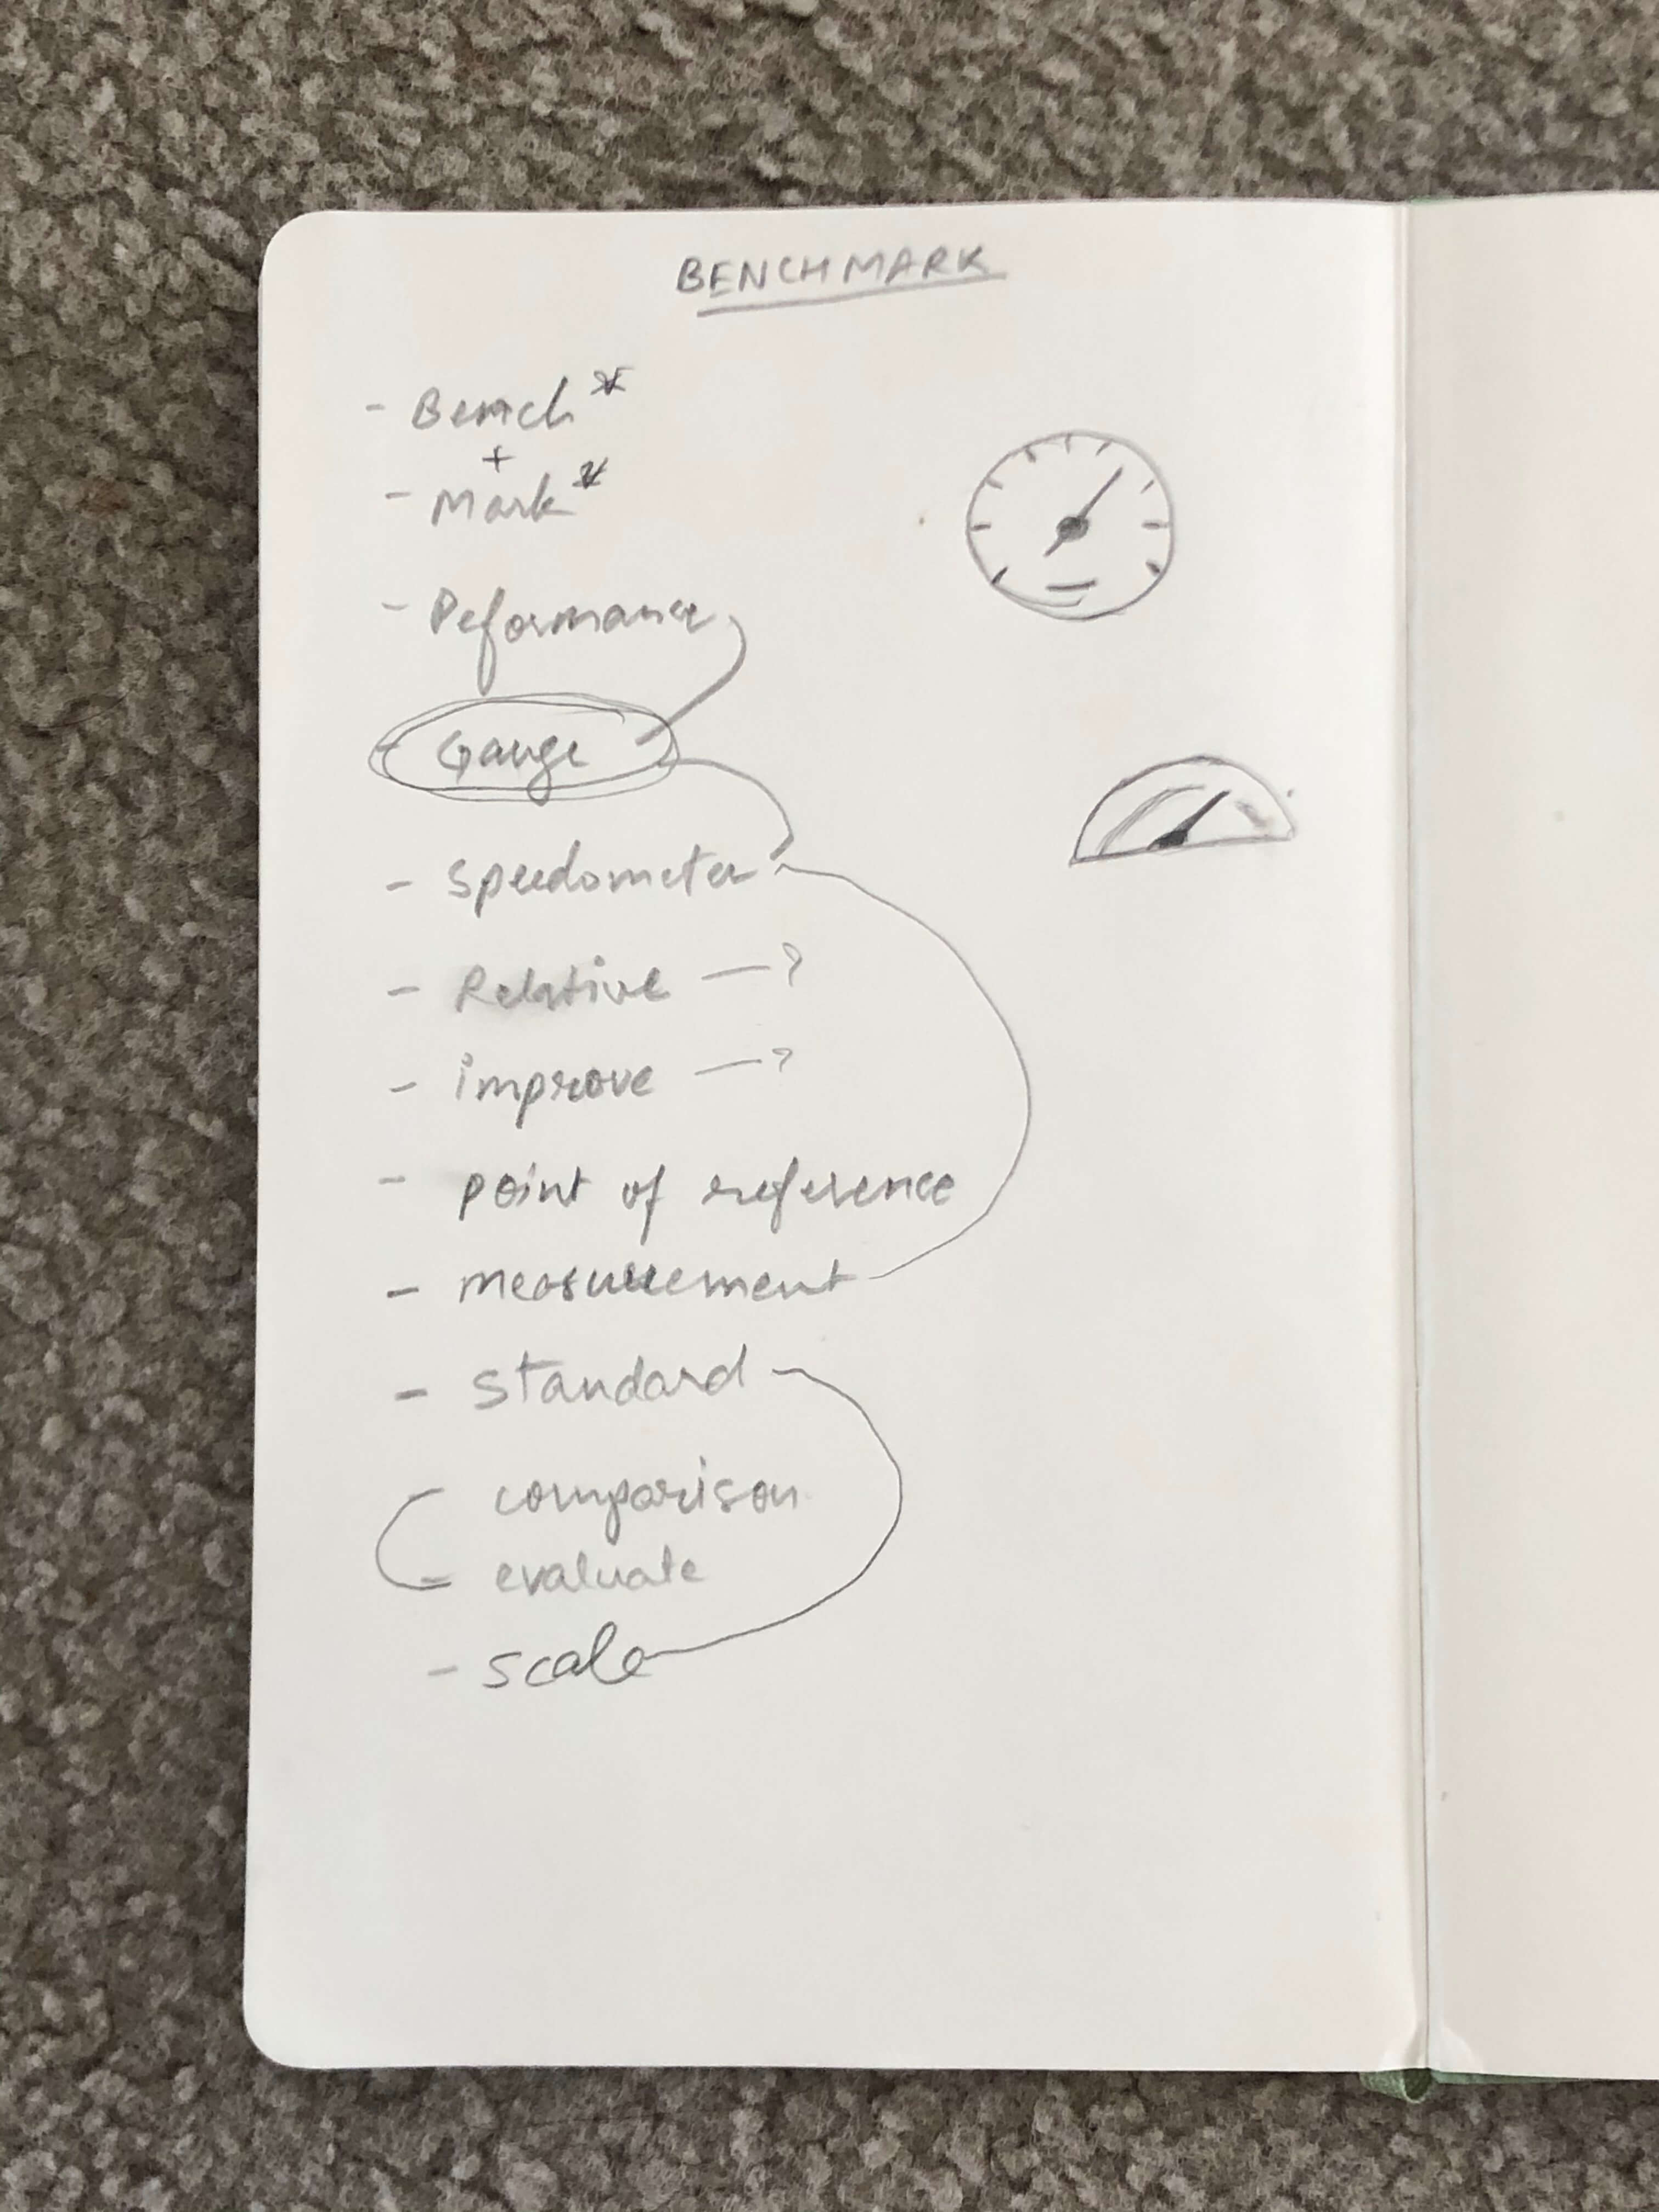 BENCHMARK
- Bench*
+
- Mark*
- Peformance
- Gauge
- speedometer
- Relative —?
- improve —?
- point of reference
- measurement
- standard
- comparison
- evaluate
- scale